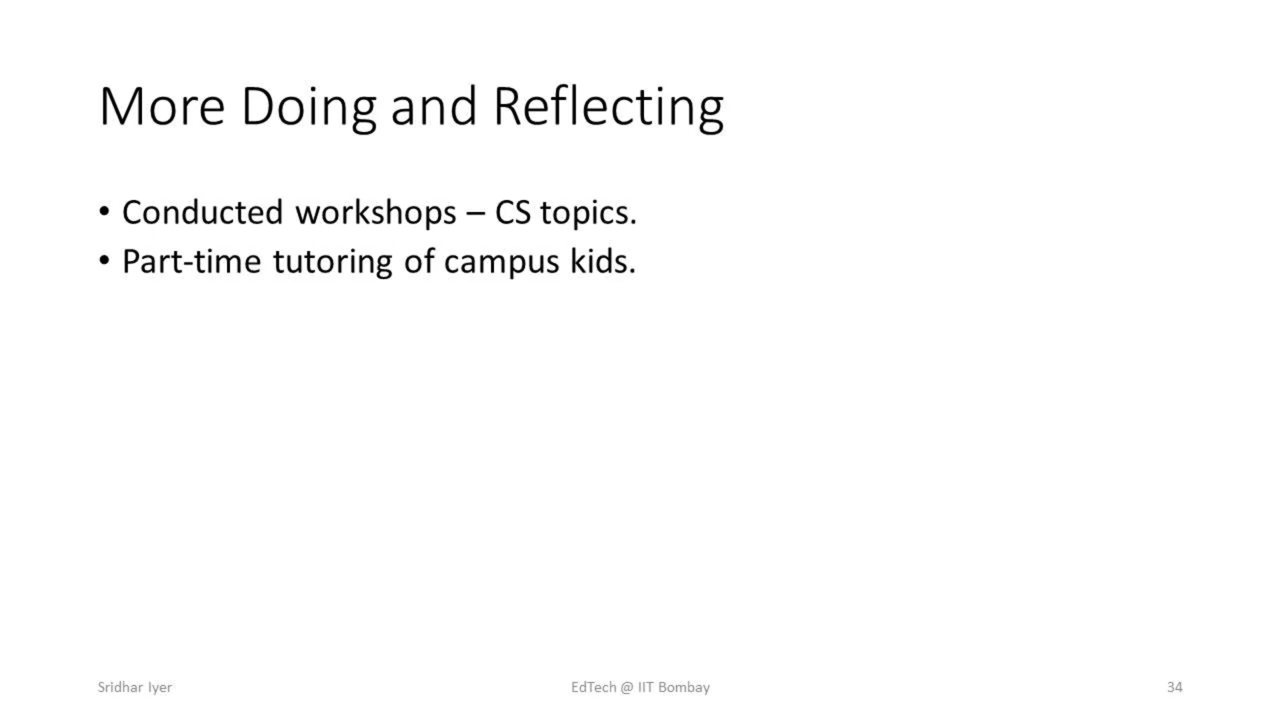 More Doing and Reflecting
• Conducted workshops – CS topics.
• Part-time tutoring of campus kids.
Sridhar Iyer
EdTech @ IIT Bombay
34